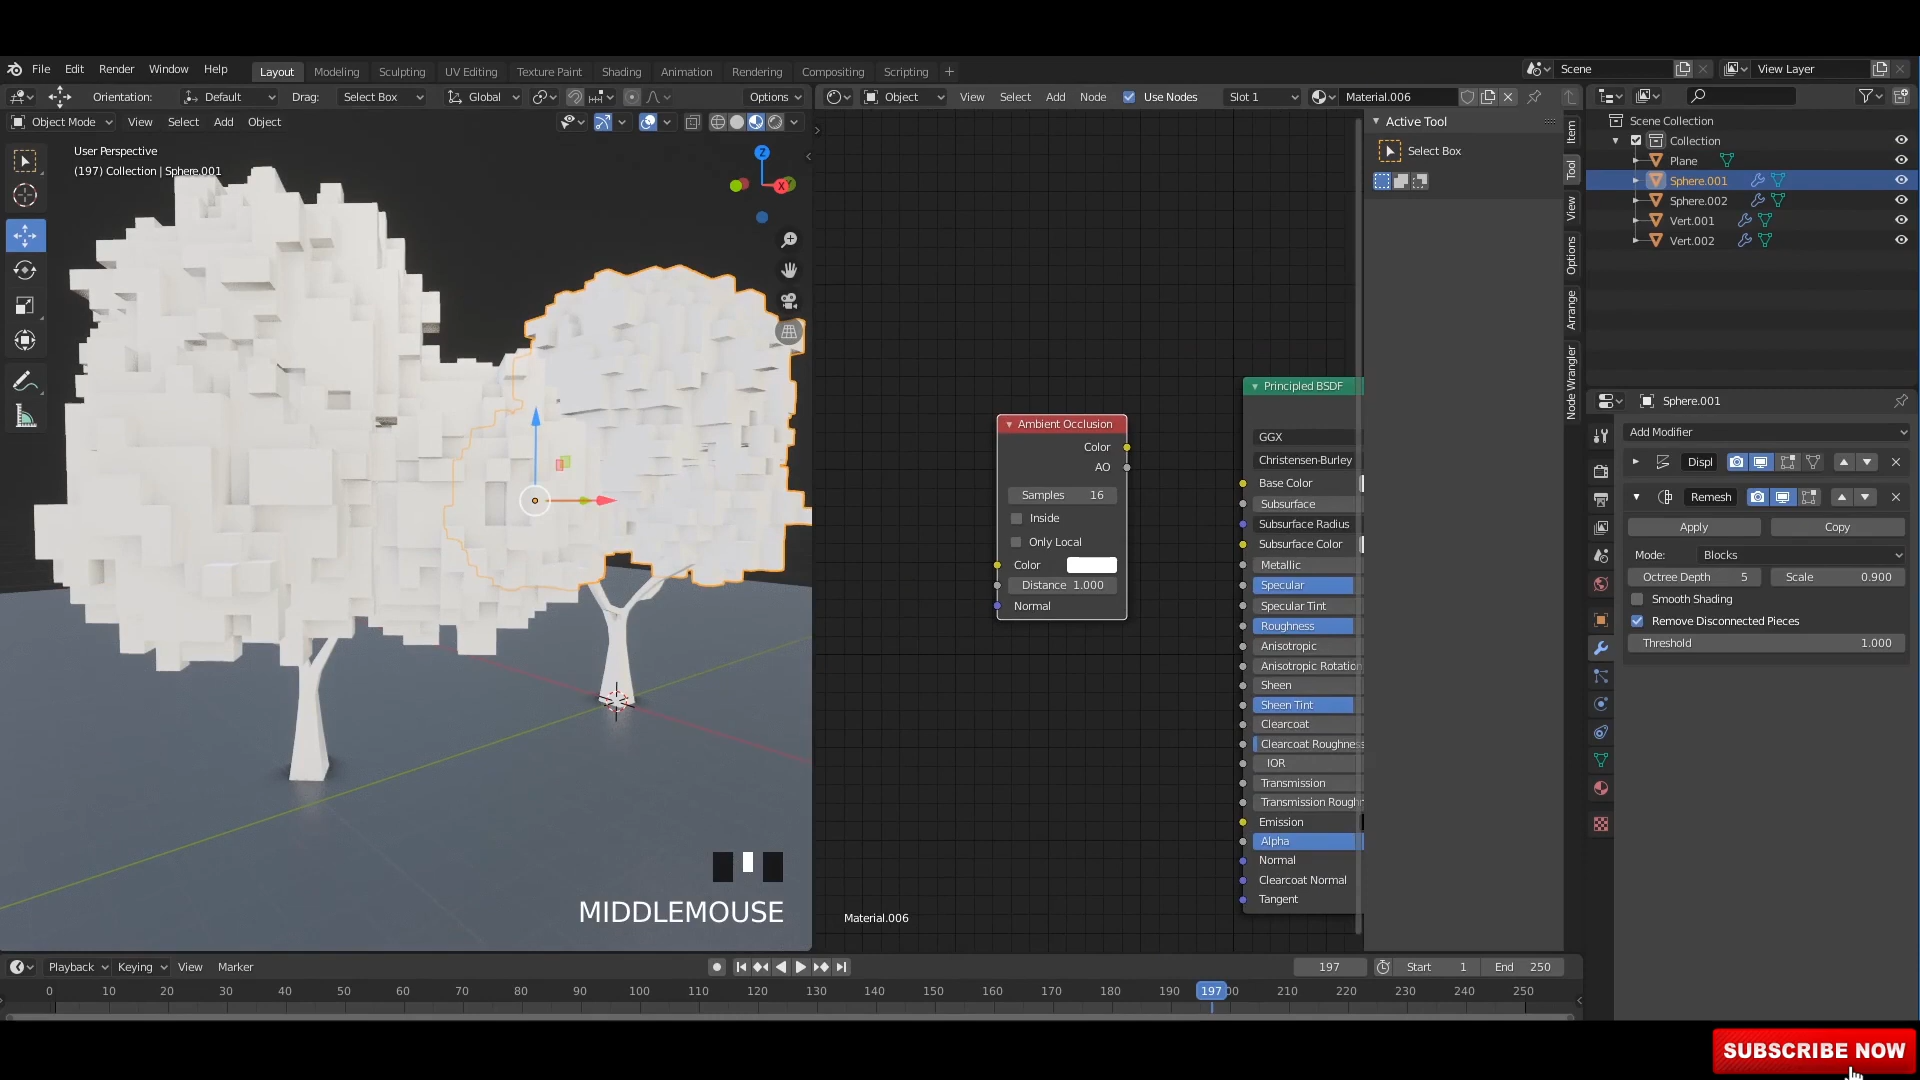 File Edit Render Window Help Layout Modeling Sculpting UV Editing Texture Paint Shading Animation Rendering Compositing Scripting + Scene View Layer
Orientation: Default Drag: Select Box Global Options
Object View Select Add Node Use Nodes Slot 1 Material.006
Object Mode View Select Add Object
User Perspective
(197) Collection | Sphere.001
Z
X
Y
MIDDLEMOUSE
Ambient Occlusion
Color
AO
Samples 16
Inside
Only Local
Color
Distance 1.000
Normal
Principled BSDF
GGX
Christensen-Burley
Base Color
Subsurface
Subsurface Radius
Subsurface Color
Metallic
Specular
Specular Tint
Roughness
Anisotropic
Anisotropic Rotation
Sheen
Sheen Tint
Clearcoat
Clearcoat Roughness
IOR
Transmission
Transmission Roughr
Emission
Alpha
Normal
Clearcoat Normal
Tangent
Material.006
Active Tool
Select Box
Item
Tool
View
Options
Arrange
Node Wrangler
Scene Collection
Collection
Plane
Sphere.001
Sphere.002
Vert.001
Vert.002
Sphere.001
Add Modifier
Displ
Remesh
Apply Copy
Mode: Blocks
Octree Depth 5 Scale 0.900
Smooth Shading
Remove Disconnected Pieces
Threshold 1.000
Playback Keying View Marker 197 Start 1 End 250
0 10 20 30 40 50 60 70 80 90 100 110 120 130 140 150 160 170 180 190 197 00 210 220 230 240 250
SUBSCRIBE NOW